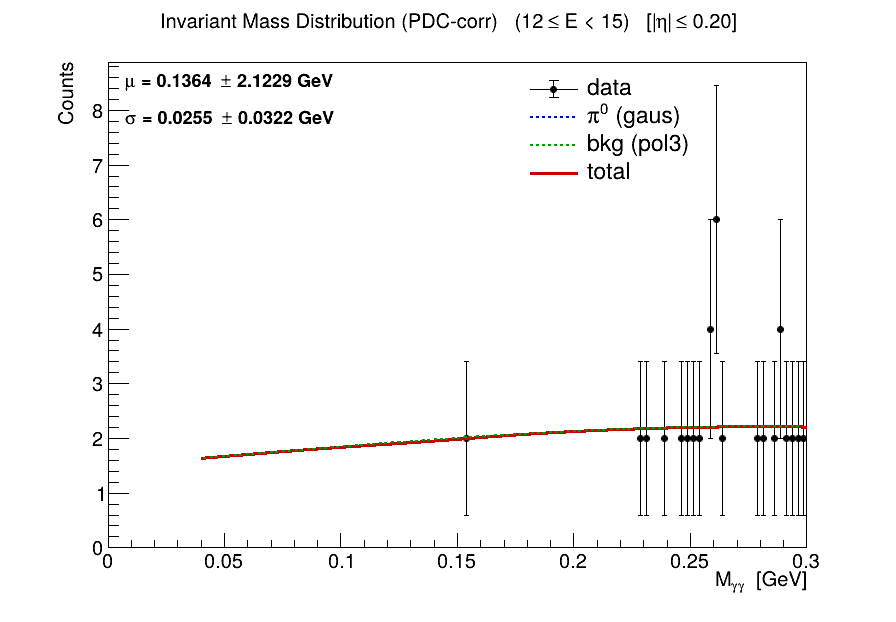 Invariant Mass Distribution (PDC-corr) (12 ≤ E < 15) [|η| ≤ 0.20]
Counts
μ = 0.1364 ± 2.1229 GeV
σ = 0.0255 ± 0.0322 GeV
data
π⁰ (gaus)
bkg (pol3)
total
8
7
6
5
4
3
2
1
0
0 0.05 0.1 0.15 0.2 0.25 0.3
Mγγ [GeV]